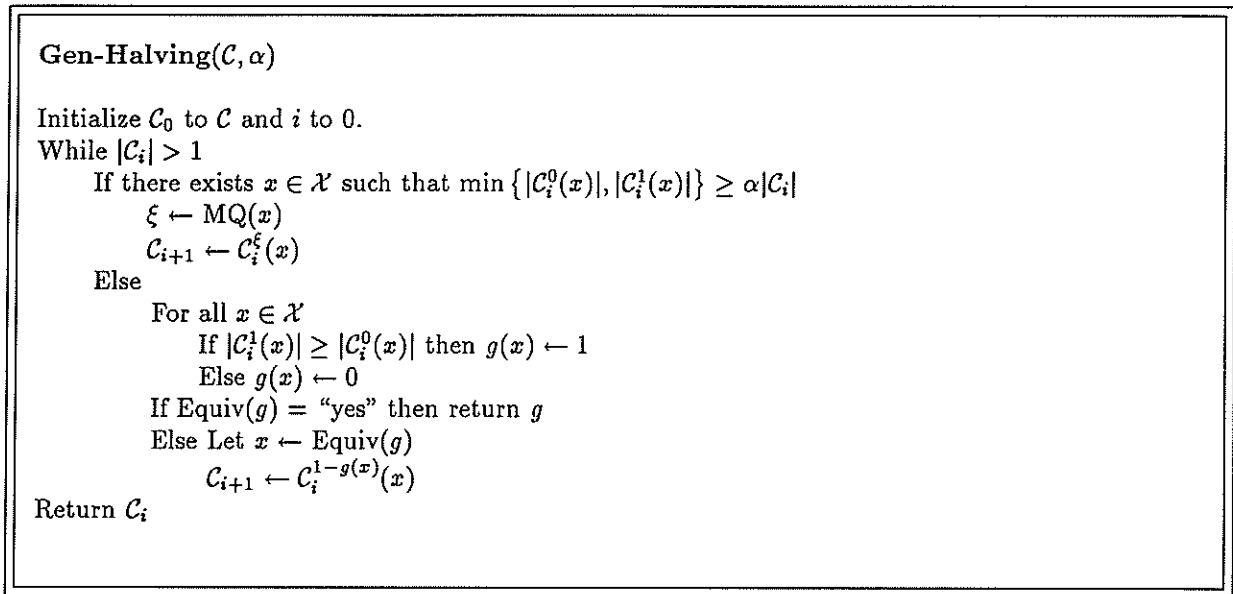 Gen-Halving(𝒞, α)
Initialize 𝒞₀ to 𝒞 and i to 0.
While |𝒞ᵢ| > 1
If there exists x ∈ 𝒳 such that min {|𝒞ᵢ⁰(x)|, |𝒞ᵢ¹(x)|} ≥ α|𝒞ᵢ|
ξ ← MQ(x)
𝒞ᵢ₊₁ ← 𝒞ᵢ^ξ(x)
Else
For all x ∈ 𝒳
If |𝒞ᵢ¹(x)| ≥ |𝒞ᵢ⁰(x)| then g(x) ← 1
Else g(x) ← 0
If Equiv(g) = "yes" then return g
Else Let x ← Equiv(g)
𝒞ᵢ₊₁ ← 𝒞ᵢ^{1−g(x)}(x)
Return 𝒞ᵢ